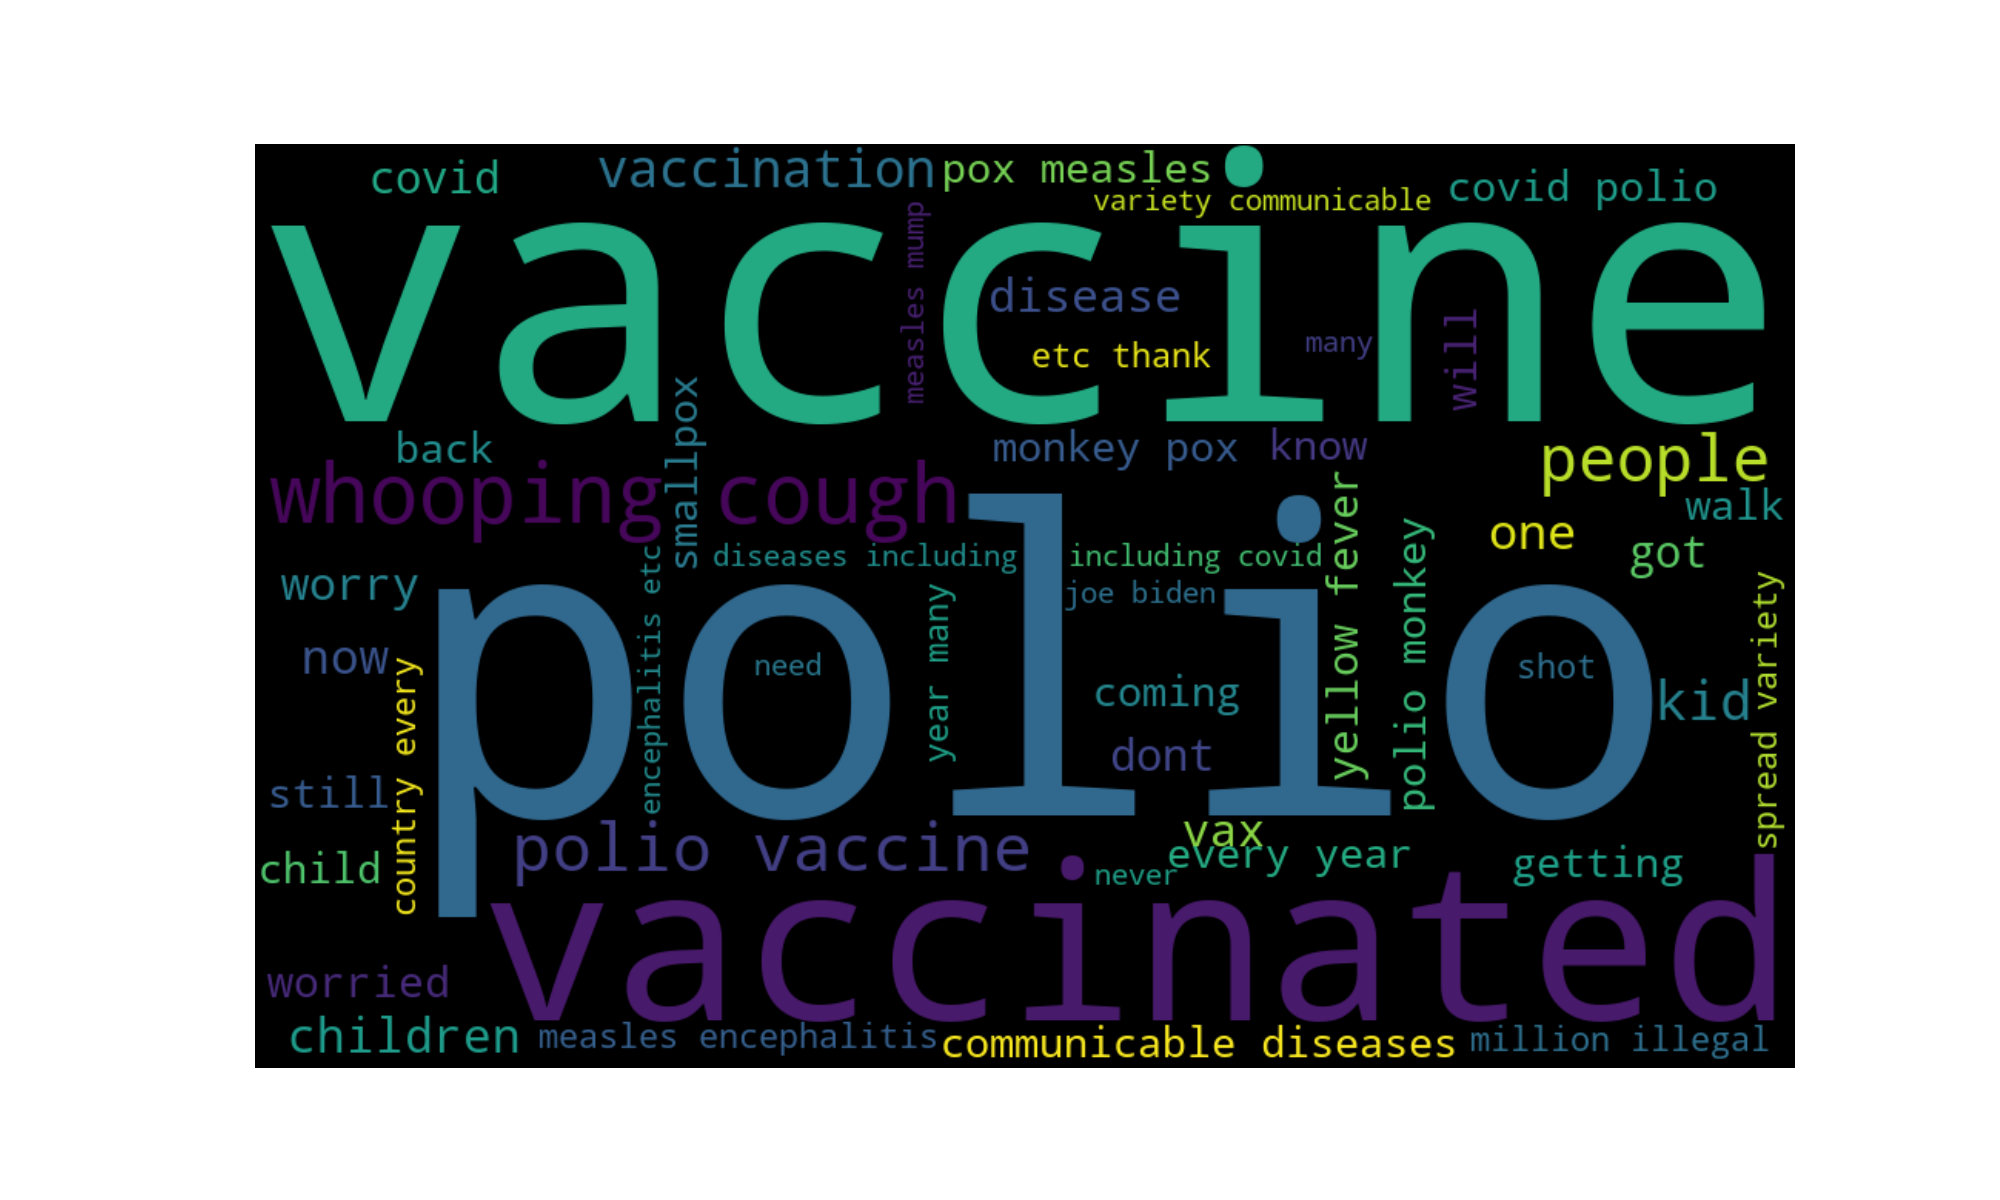 covid
vaccination
pox measles
variety communicable
covid polio
vaccine
measles mump
disease
etc thank
many
will
back
smallpox
monkey pox
know
people
whooping cough
walk
one
got
diseases including
including covid
yellow fever
polio monkey
worry
encephalitis etc
year many
joe biden
spread variety
now
country every
polio
need
shot
coming
kid
dont
still
vax
polio vaccine
every year
child
never
getting
vaccinated
worried
children
measles encephalitis
communicable diseases
million illegal